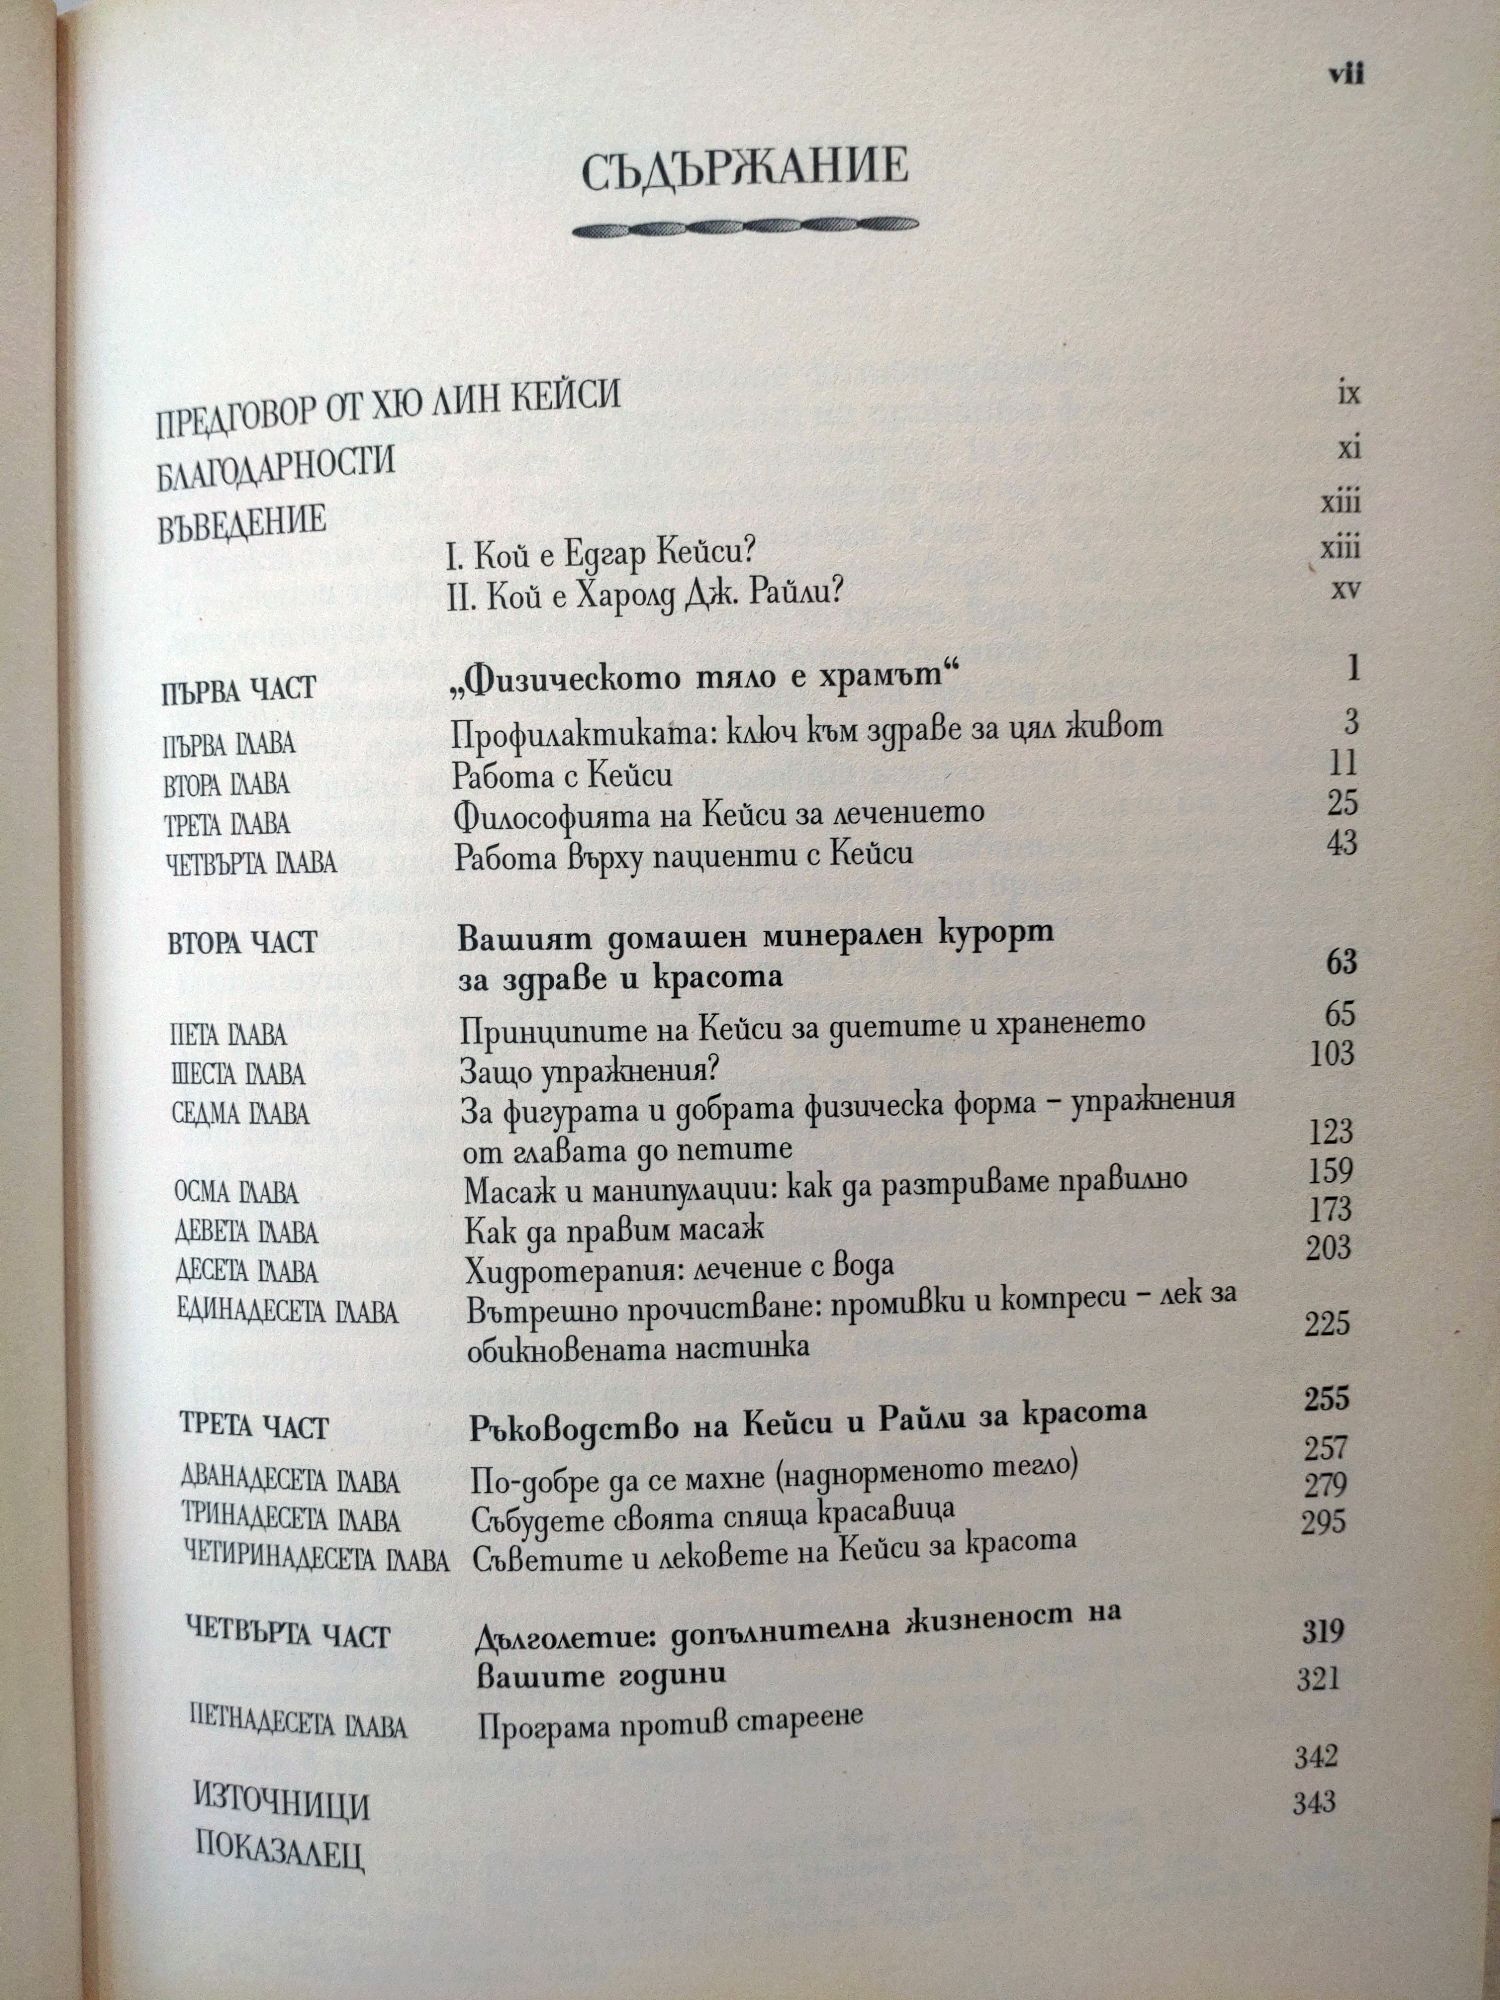 vii
СЪДЪРЖАНИЕ
ПРЕДГОВОР ОТ ХЮ ЛИН КЕЙСИ ix
БЛАГОДАРНОСТИ xi
ВЪВЕДЕНИЕ xiii
I. Кой е Едгар Кейси? xiii
II. Кой е Харолд Дж. Райли? xv
ПЪРВА ЧАСТ „Физическото тяло е храмът“ 1
ПЪРВА ГЛАВА Профилактиката: ключ към здраве за цял живот 3
ВТОРА ГЛАВА Работа с Кейси 11
ТРЕТА ГЛАВА Философията на Кейси за лечението 25
ЧЕТВЪРТА ГЛАВА Работа върху пациенти с Кейси 43
ВТОРА ЧАСТ Вашият домашен минерален курорт
за здраве и красота 63
ПЕТА ГЛАВА Принципите на Кейси за диетите и храненето 65
ШЕСТА ГЛАВА Защо упражнения? 103
СЕДМА ГЛАВА За фигурата и добрата физическа форма – упражнения
от главата до петите 123
ОСМА ГЛАВА Масаж и манипулации: как да разтриваме правилно 159
ДЕВЕТА ГЛАВА Как да правим масаж 173
ДЕСЕТА ГЛАВА Хидротерапия: лечение с вода 203
ЕДИНАДЕСЕТА ГЛАВА Вътрешно прочистване: промивки и компреси – лек за
обикновената настинка 225
ТРЕТА ЧАСТ Ръководство на Кейси и Райли за красота 255
ДВАНАДЕСЕТА ГЛАВА По-добре да се махне (наднорменото тегло) 257
ТРИНАДЕСЕТА ГЛАВА Събудете своята спяща красавица 279
ЧЕТИРИНАДЕСЕТА ГЛАВА Съветите и лековете на Кейси за красота 295
ЧЕТВЪРТА ЧАСТ Дълголетие: допълнителна жизненост на
вашите години 319
ПЕТНАДЕСЕТА ГЛАВА Програма против стареене 321
ИЗТОЧНИЦИ 342
ПОКАЗАЛЕЦ 343